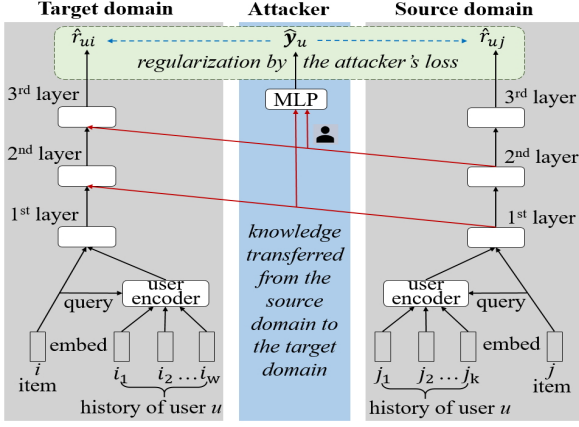 Target domain
Attacker
Source domain
r̂ui
ŷu
r̂uj
regularization by the attacker's loss
3rd layer
MLP
3rd layer
2nd layer
2nd layer
1st layer
1st layer
knowledge
transferred
from the
source
domain to
the target
domain
user
encoder
query
user
encoder
query
embed
embed
i
item
i1 i2 …iw
j1 j2 …jk
j
item
history of user u
history of user u